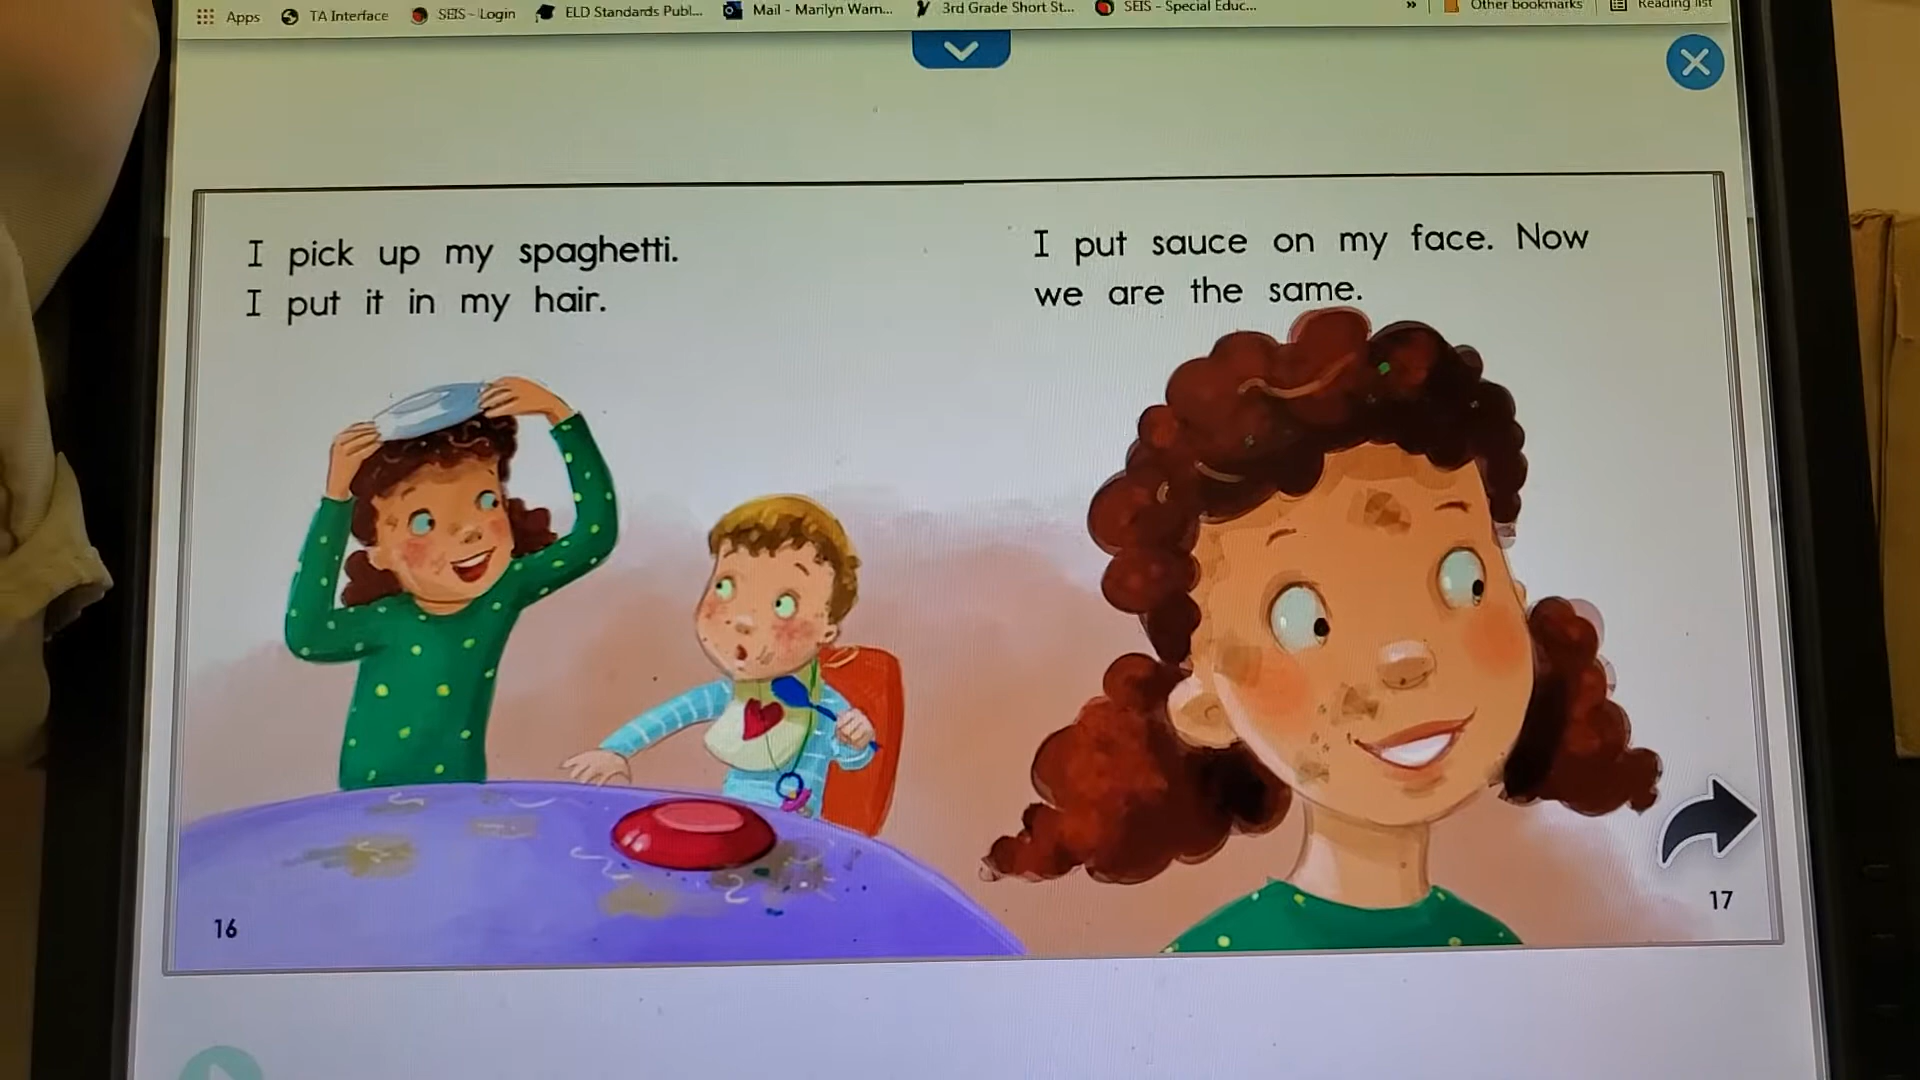 Apps TA Interface SEIS - Login ELD Standards Publ... Mail - Marilyn Warn... 3rd Grade Short St... SEIS - Special Educ... » Other bookmarks Reading list
I pick up my spaghetti.
I put it in my hair.
I put sauce on my face. Now
we are the same.
16
17